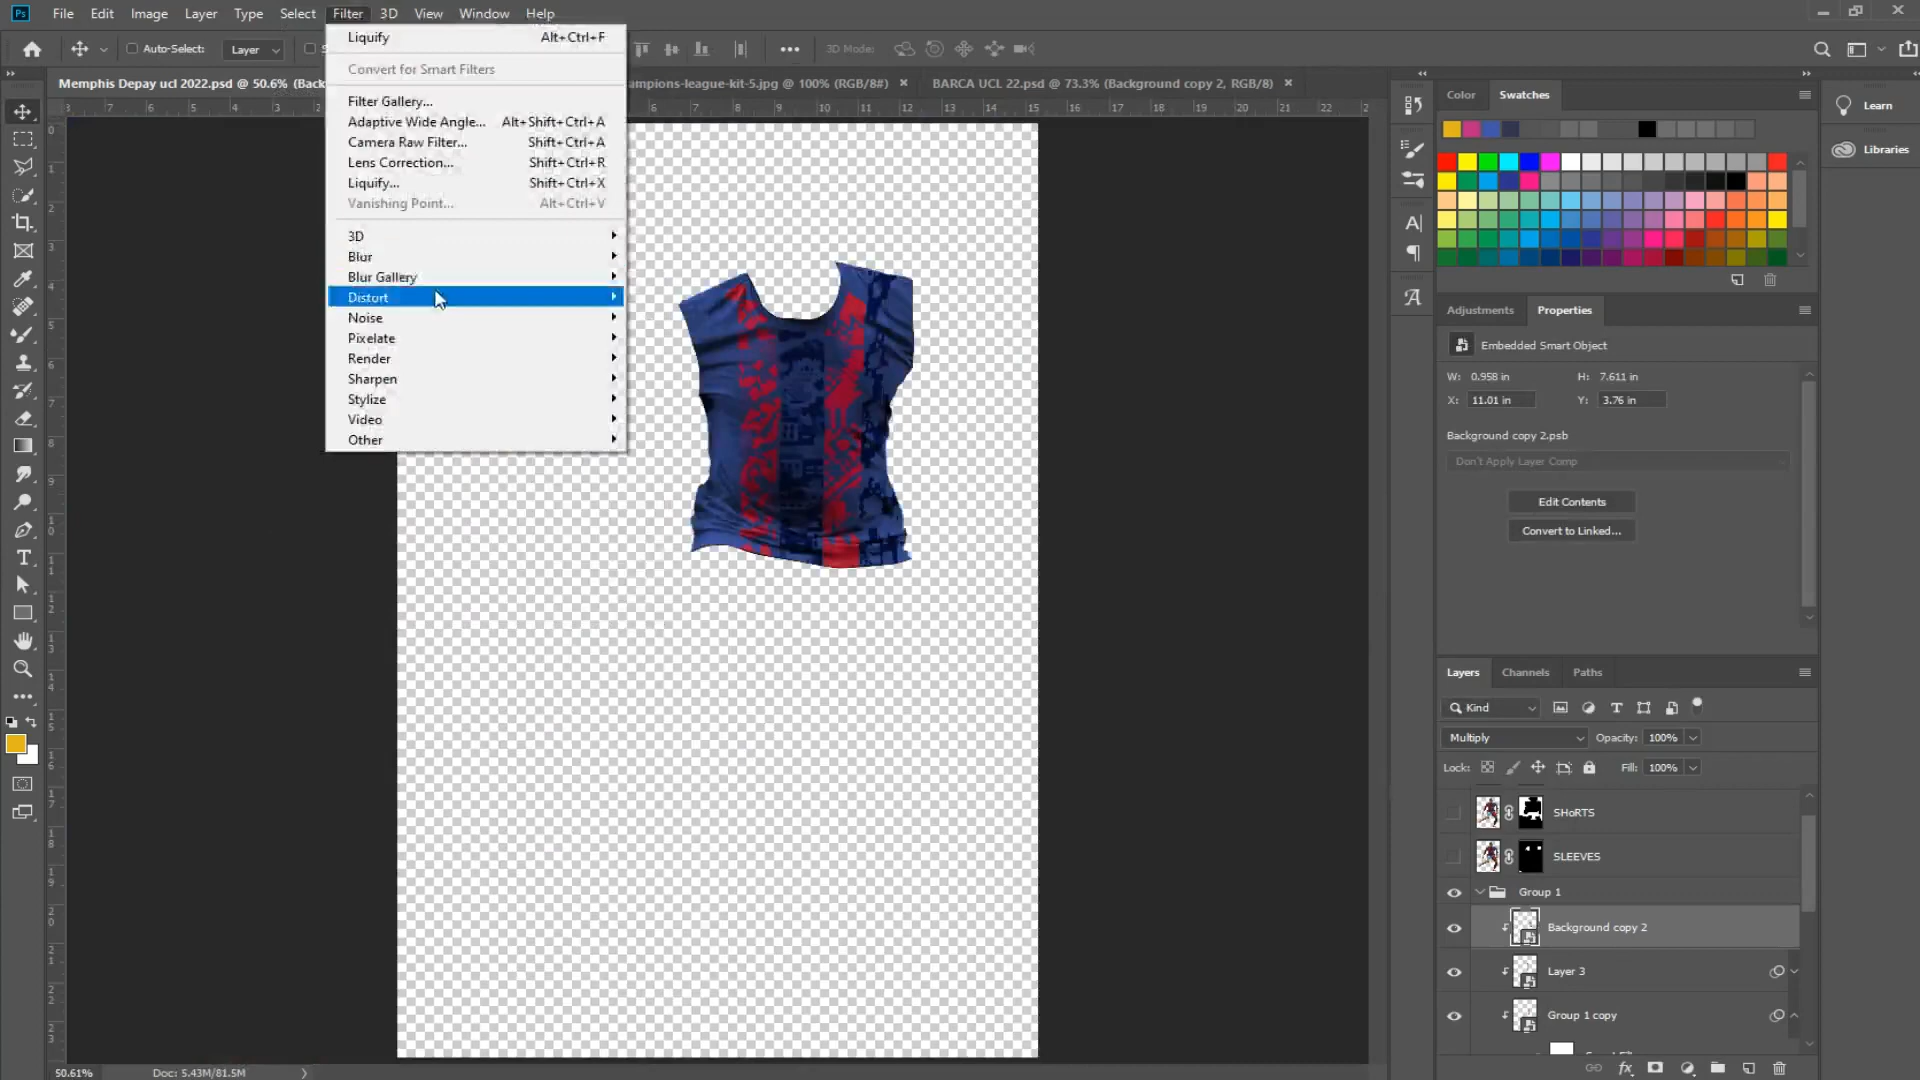 Ps File Edit Image Layer Type Select Filter 3D View Window Help
Liquify Alt+Ctrl+F
Auto-Select: Layer 3D Mode:
Convert for Smart Filters
Memphis Depay ucl 2022.psd @ 50.6% (Back ampions-league-kit-5.jpg @ 100% (RGB/8#) × BARCA UCL 22.psd @ 73.3% (Background copy 2, RGB/8) ×
Filter Gallery...
Adaptive Wide Angle... Alt+Shift+Ctrl+A
Camera Raw Filter... Shift+Ctrl+A
Lens Correction... Shift+Ctrl+R
Liquify... Shift+Ctrl+X
Vanishing Point... Alt+Ctrl+V
3D
Blur
Blur Gallery
Distort
Noise
Pixelate
Render
Sharpen
Stylize
Video
Other
Color Swatches
Learn
Libraries
Adjustments Properties
Embedded Smart Object
W: 0.958 in H: 7.611 in
X: 11.01 in Y: 3.76 in
Background copy 2.psb
Don't Apply Layer Comp
Edit Contents
Convert to Linked...
Layers Channels Paths
Kind
Multiply Opacity: 100%
Lock: Fill: 100%
SHoRTS
SLEEVES
Group 1
Background copy 2
Layer 3
Group 1 copy
50.61% Doc: 5.43M/81.5M